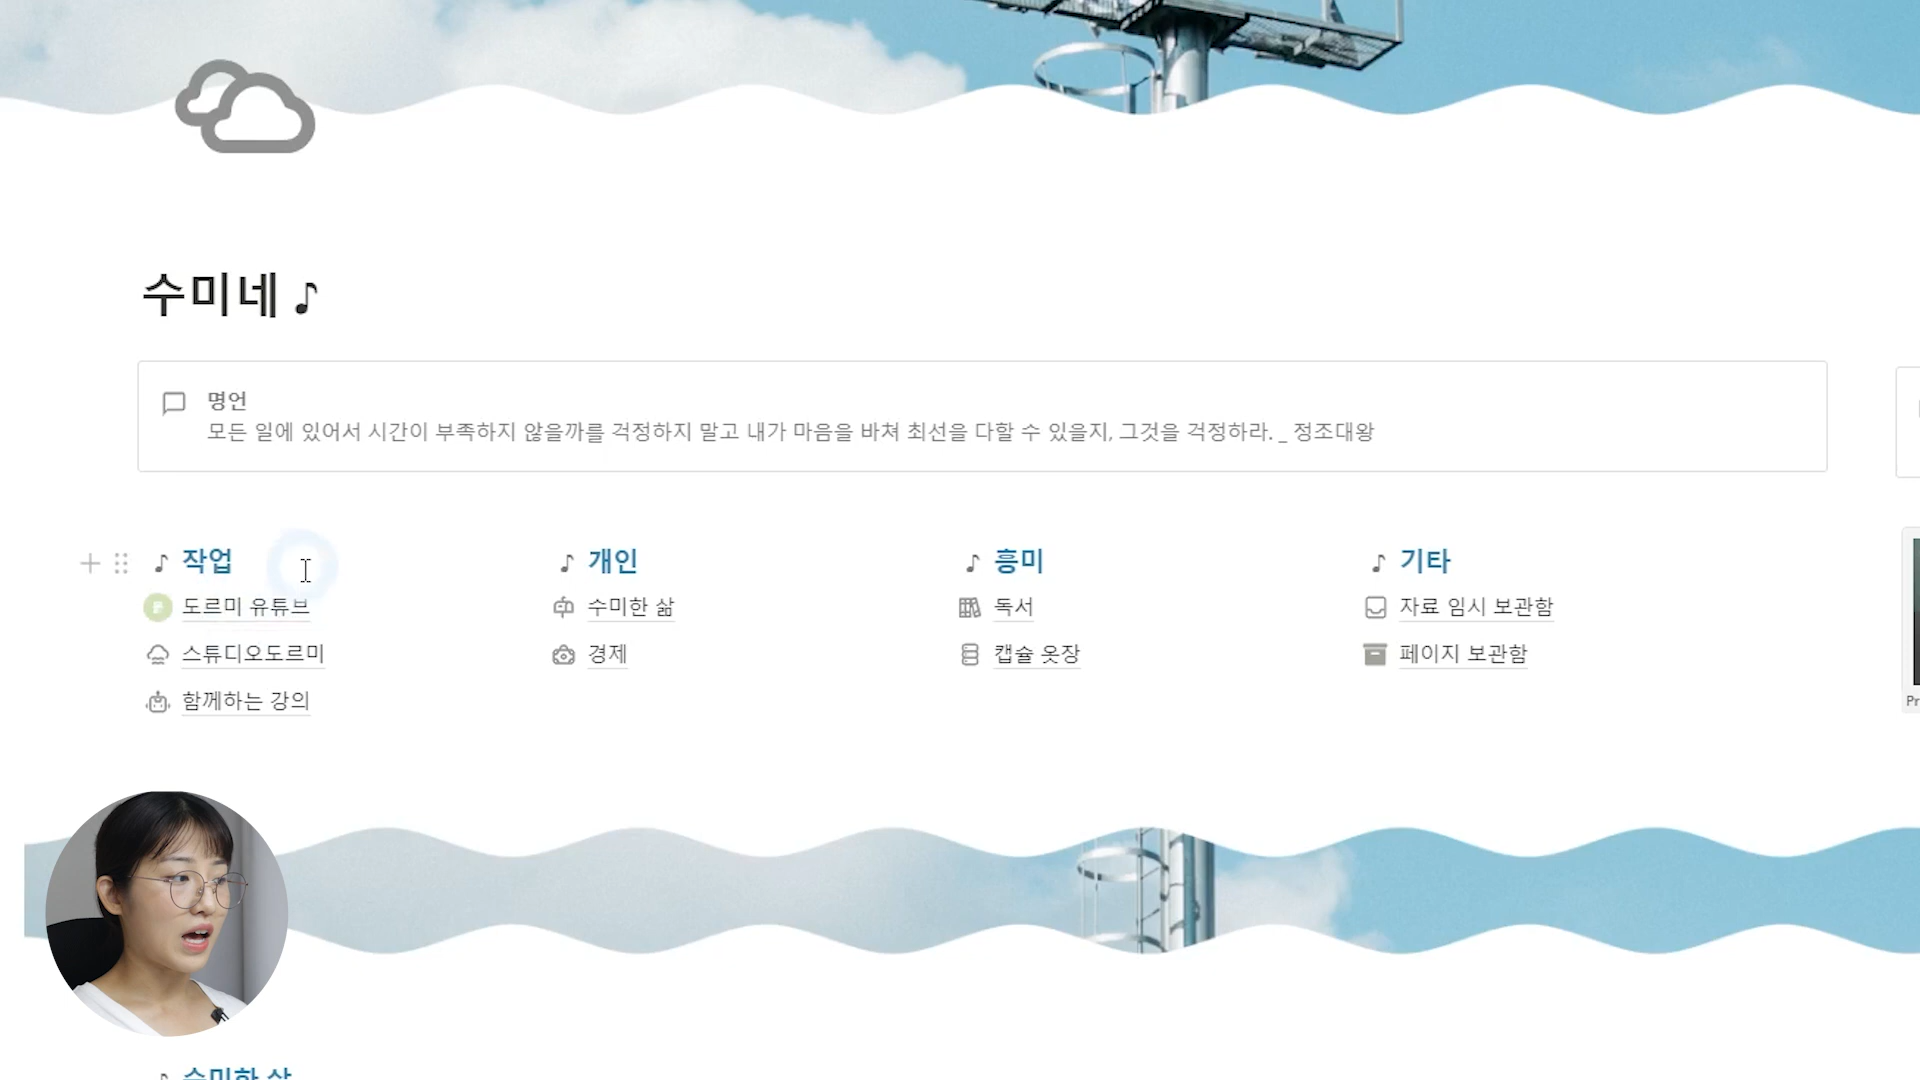 수미네 ♪
명언
모든 일에 있어서 시간이 부족하지 않을까를 걱정하지 말고 내가 마음을 바쳐 최선을 다할 수 있을지, 그것을 걱정하라. _ 정조대왕
♪ 작업
도르미 유튜브
스튜디오도르미
함께하는 강의
♪ 개인
수미한 삶
경제
♪ 흥미
독서
캡슐 옷장
♪ 기타
자료 임시 보관함
페이지 보관함
Pr
♪ 수미한 삶